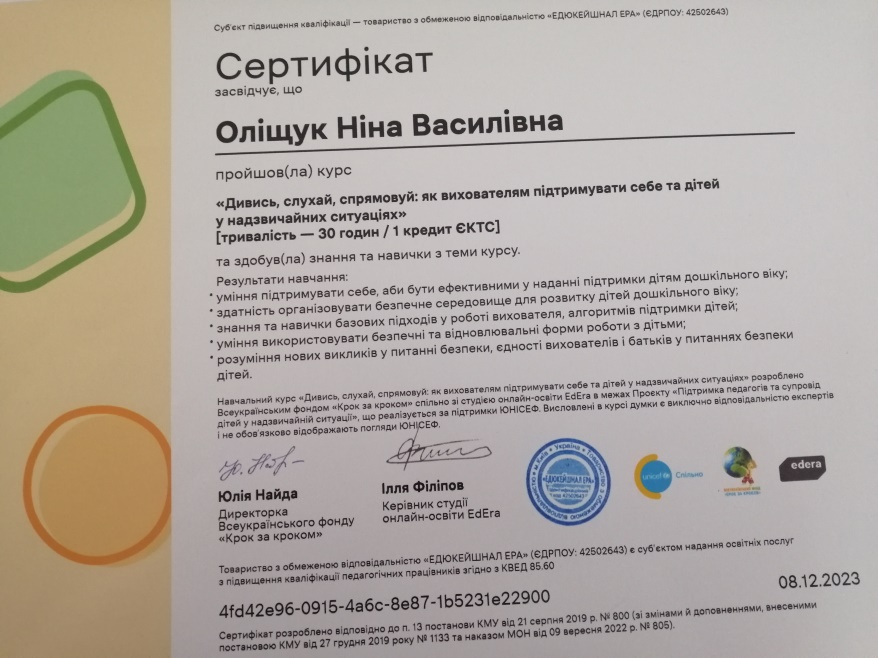 Суб'єкт підвищення кваліфікації — товариство з обмеженою відповідальністю «ЕДЮКЕЙШНАЛ ЕРА» (ЄДРПОУ: 42502643)
Сертифікат
засвідчує, що
Оліщук Ніна Василівна
пройшов(ла) курс
«Дивись, слухай, спрямовуй: як вихователям підтримувати себе та дітей
у надзвичайних ситуаціях»
[тривалість — 30 годин / 1 кредит ЄКТС]
та здобув(ла) знання та навички з теми курсу.
Результати навчання:
* уміння підтримувати себе, аби бути ефективними у наданні підтримки дітям дошкільного віку;
* здатність організовувати безпечне середовище для розвитку дітей дошкільного віку;
* знання та навички базових підходів у роботі вихователя, алгоритмів підтримки дітей;
* уміння використовувати безпечні та відновлювальні форми роботи з дітьми;
* розуміння нових викликів у питанні безпеки, єдності вихователів і батьків у питаннях безпеки
дітей.
Навчальний курс «Дивись, слухай, спрямовуй: як вихователям підтримувати себе та дітей у надзвичайних ситуаціях» розроблено
Всеукраїнським фондом «Крок за кроком» спільно зі студією онлайн-освіти EdEra в межах Проєкту «Підтримка педагогів та супровід
дітей у надзвичайній ситуації», що реалізується за підтримки ЮНІСЕФ. Висловлені в курсі думки є виключно відповідальністю експертів
і не обов'язково відображають погляди ЮНІСЕФ.
Юлія Найда
Директорка
Всеукраїнського фонду
«Крок за кроком»
Ілля Філіпов
Керівник студії
онлайн-освіти EdEra
м. Київ * Україна * Товариство з обмеженою відповідальністю
«ЕДЮКЕЙШНАЛ ЕРА»
unicef
Спільно
edera
Товариство з обмеженою відповідальністю «ЕДЮКЕЙШНАЛ ЕРА» (ЄДРПОУ: 42502643) є суб'єктом надання освітніх послуг
з підвищення кваліфікації педагогічних працівників згідно з КВЕД 85.60
4fd42e96-0915-4a6c-8e87-1b5231e22900
08.12.2023
Сертифікат розроблено відповідно до п. 13 постанови КМУ від 21 серпня 2019 р. № 800 (зі змінами й доповненнями, внесеними
постановою КМУ від 27 грудня 2019 року № 1133 та наказом МОН від 09 вересня 2022 р. № 805).